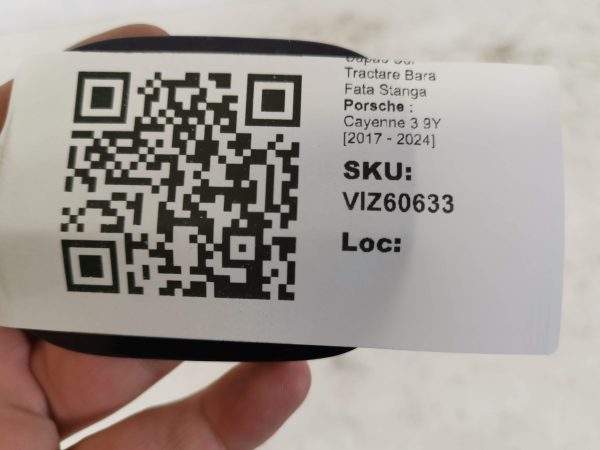 Tractare Bara
Fata Stanga
Porsche :
Cayenne 3 9Y
[2017 - 2024]
SKU:
VIZ60633
Loc: